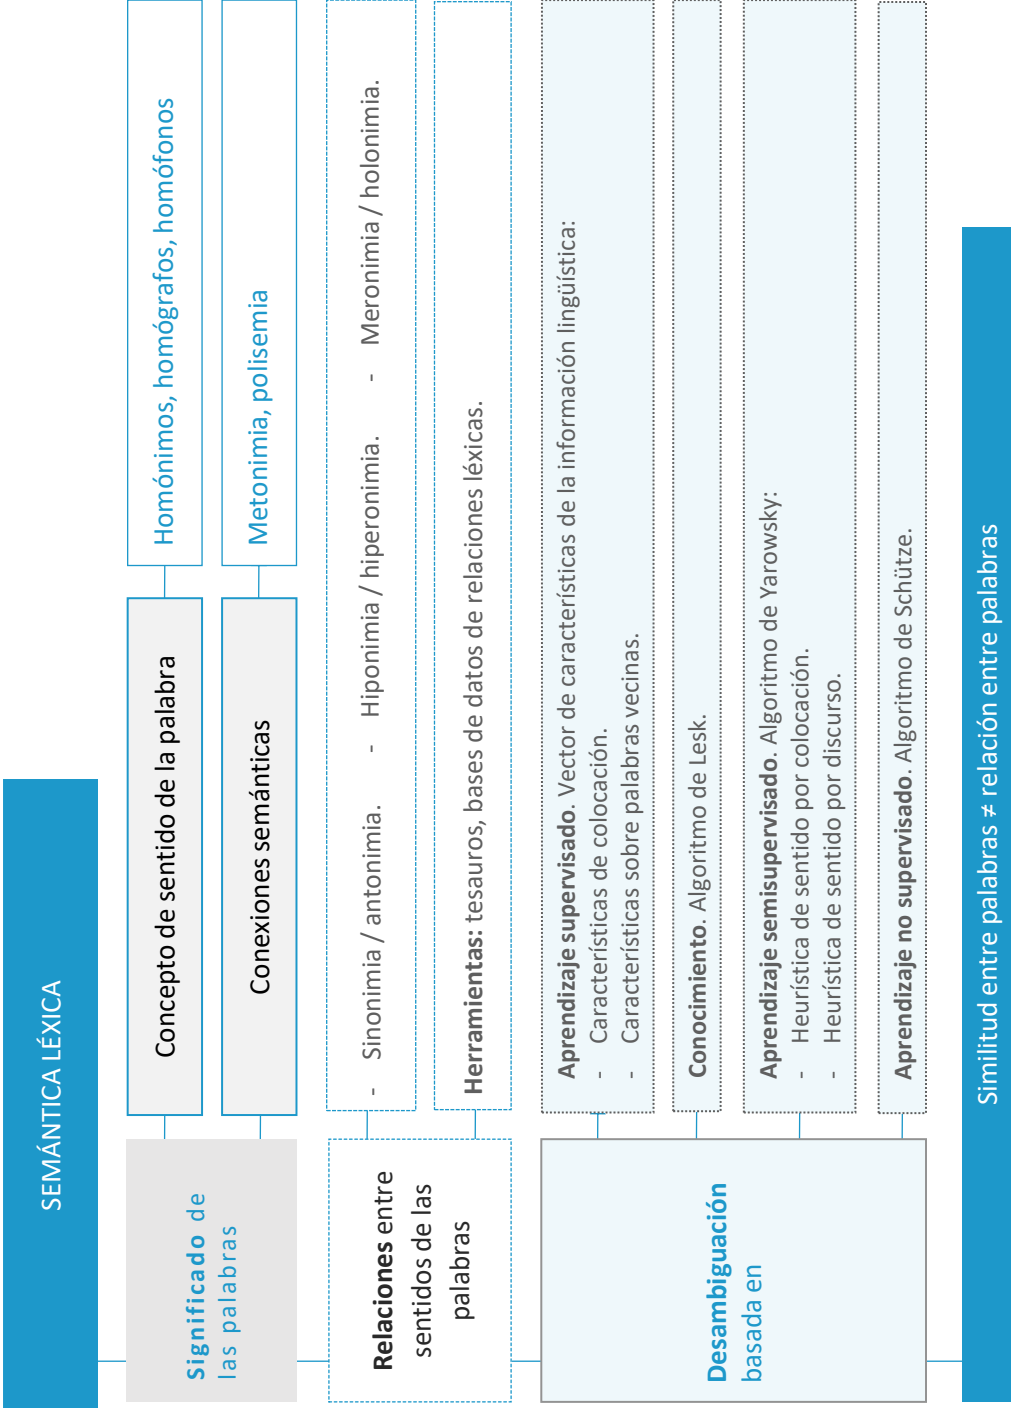 SEMÁNTICA LÉXICA
Significado de
las palabras
Concepto de sentido de la palabra
Homónimos, homógrafos, homófonos
Conexiones semánticas
Metonimia, polisemia
Relaciones entre
sentidos de las
palabras
- Sinonimia / antonimia. - Hiponimia / hiperonimia. - Meronimia / holonimia.
Herramientas: tesauros, bases de datos de relaciones léxicas.
Desambiguación
basada en
Aprendizaje supervisado. Vector de características de la información lingüística:
- Características de colocación.
- Características sobre palabras vecinas.
Conocimiento. Algoritmo de Lesk.
Aprendizaje semisupervisado. Algoritmo de Yarowsky:
- Heurística de sentido por colocación.
- Heurística de sentido por discurso.
Aprendizaje no supervisado. Algoritmo de Schütze.
Similitud entre palabras ≠ relación entre palabras